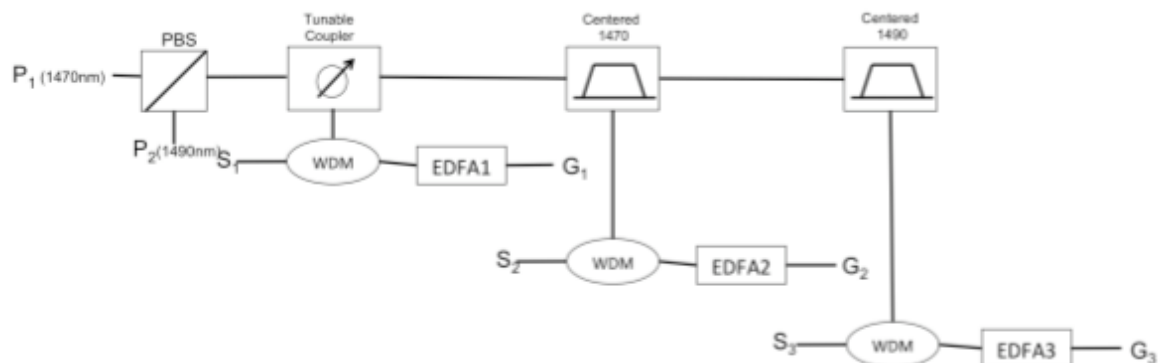 PBS
Tunable
Coupler
Centered
1470
Centered
1490
P1 (1470nm)
P2(1490nm)
S1
WDM
EDFA1
G1
S2
WDM
EDFA2
G2
S3
WDM
EDFA3
G3